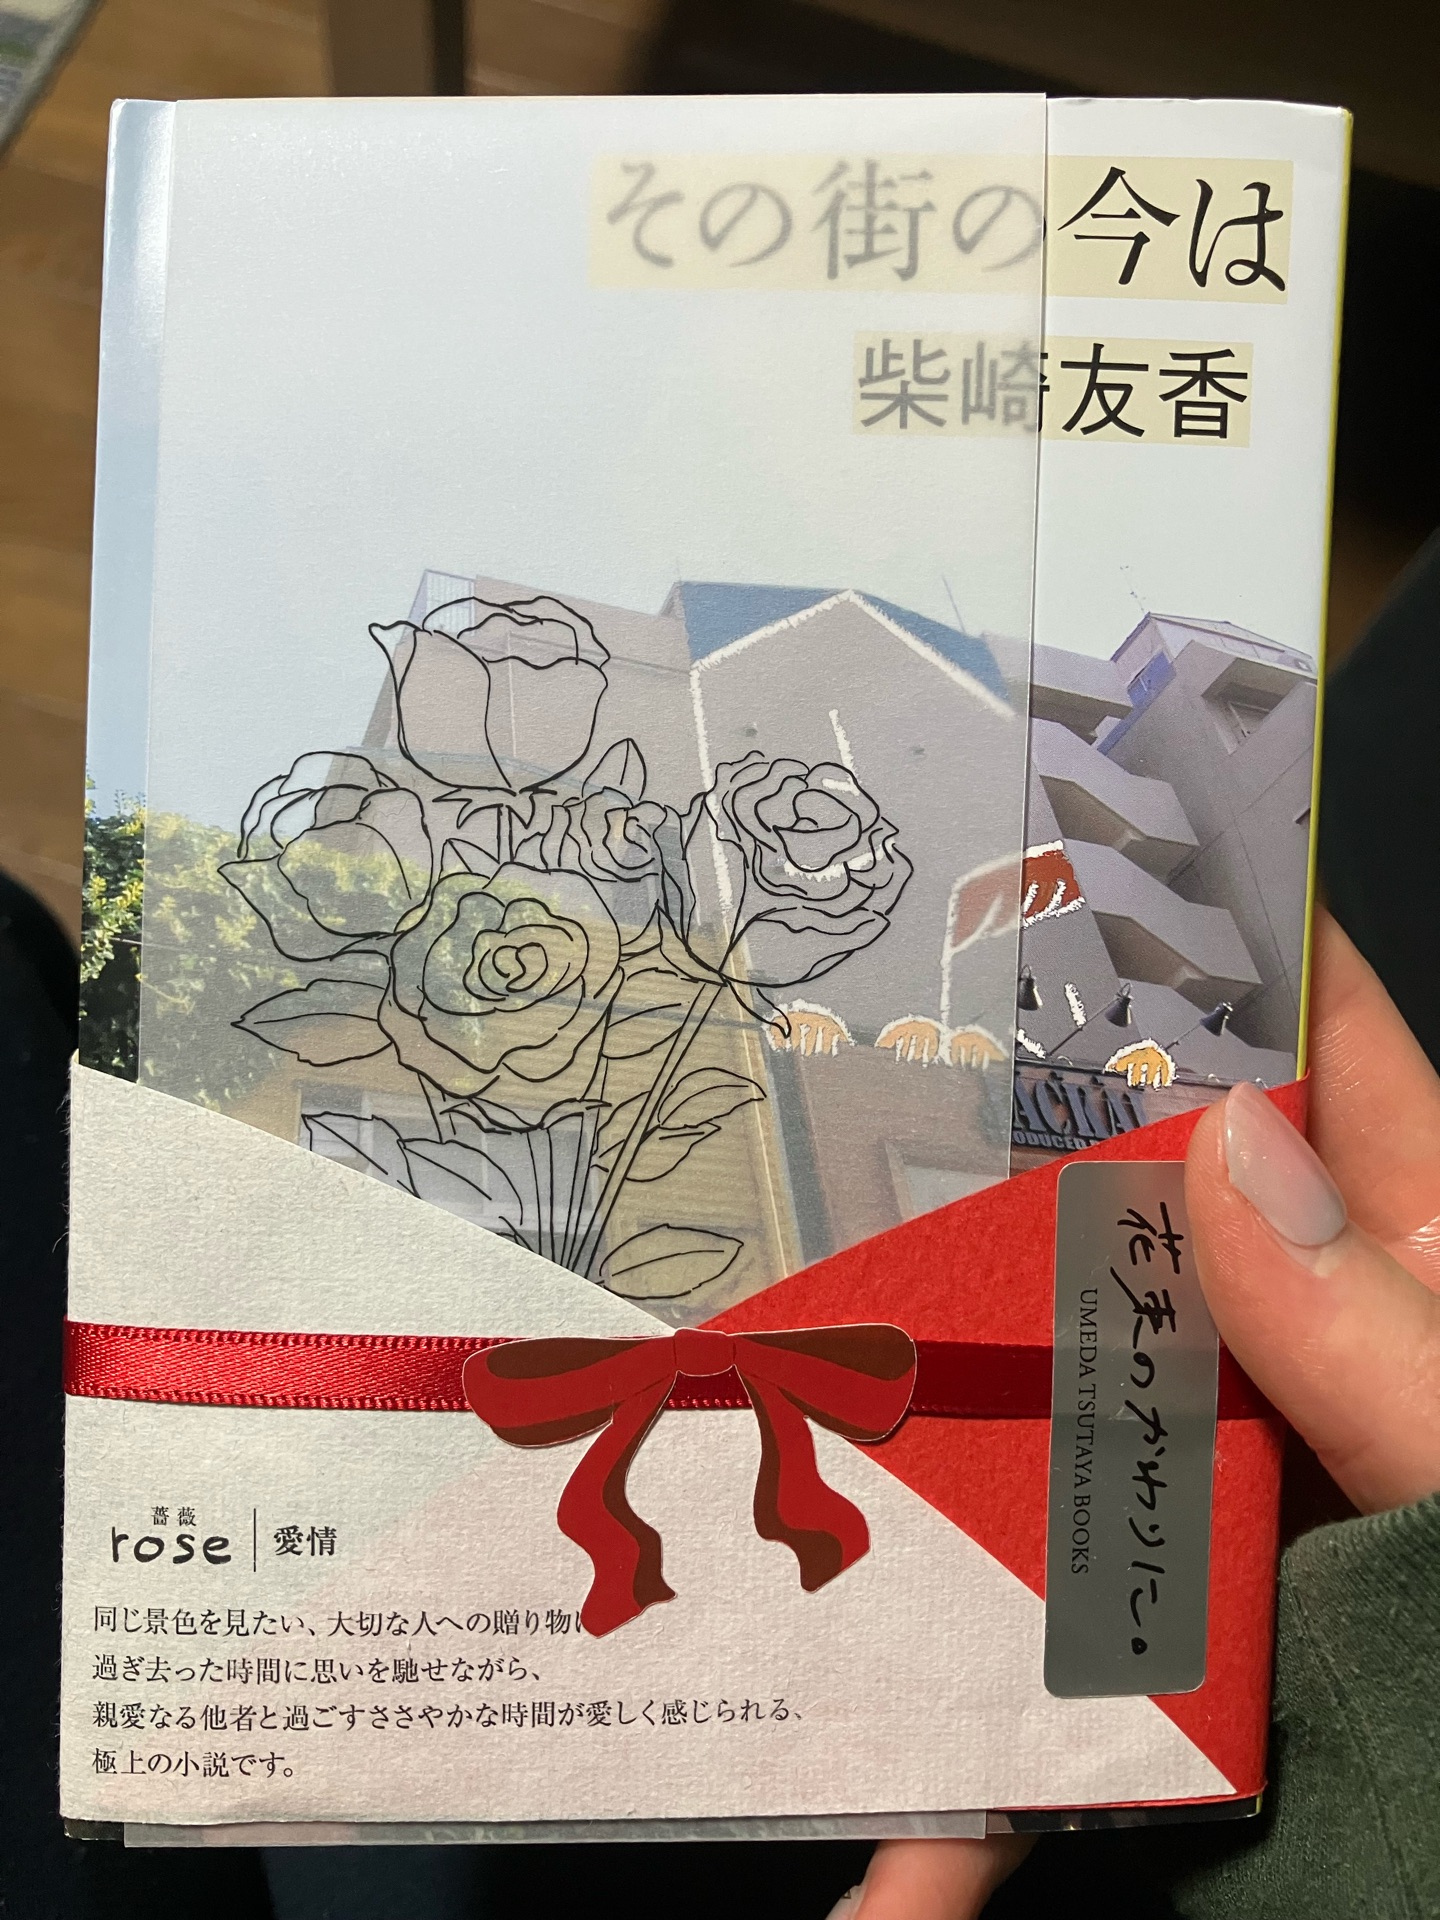 その街の今は
柴崎友香
ACKAL
ODUCED
花束のかわりに。
UMEDA TSUTAYA BOOKS
薔薇
rose 愛情
同じ景色を見たい、大切な人への贈り物に
過ぎ去った時間に思いを馳せながら、
親愛なる他者と過ごすささやかな時間が愛しく感じられる、
極上の小説です。